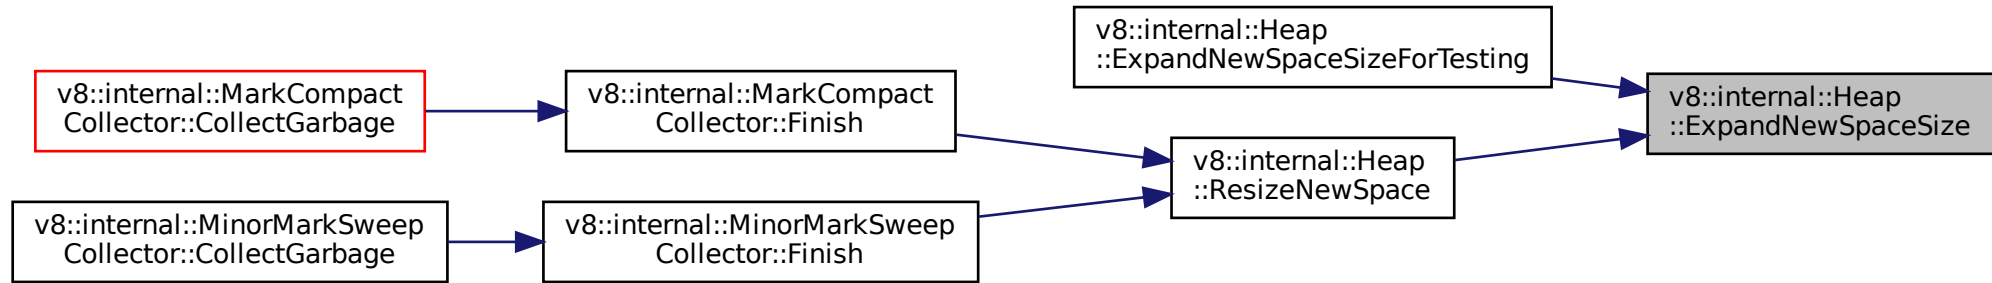 v8::internal::Heap
::ExpandNewSpaceSizeForTesting
v8::internal::MarkCompact
Collector::CollectGarbage
v8::internal::MarkCompact
Collector::Finish
v8::internal::Heap
::ExpandNewSpaceSize
v8::internal::Heap
::ResizeNewSpace
v8::internal::MinorMarkSweep
Collector::CollectGarbage
v8::internal::MinorMarkSweep
Collector::Finish